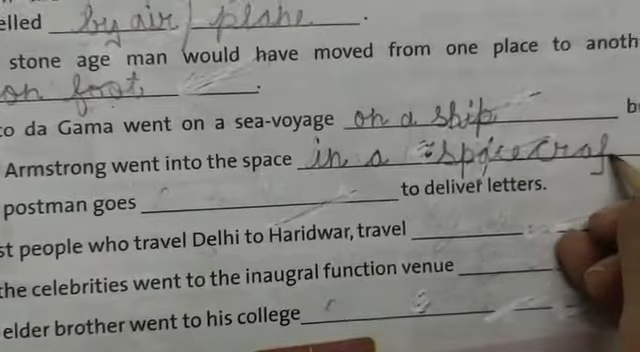 elled by air / plane.
stone age man would have moved from one place to anoth
on foot.
co da Gama went on a sea-voyage on a ship b
Armstrong went into the space in a spacecraf
postman goes to deliver letters.
st people who travel Delhi to Haridwar, travel
the celebrities went to the inaugral function venue
elder brother went to his college